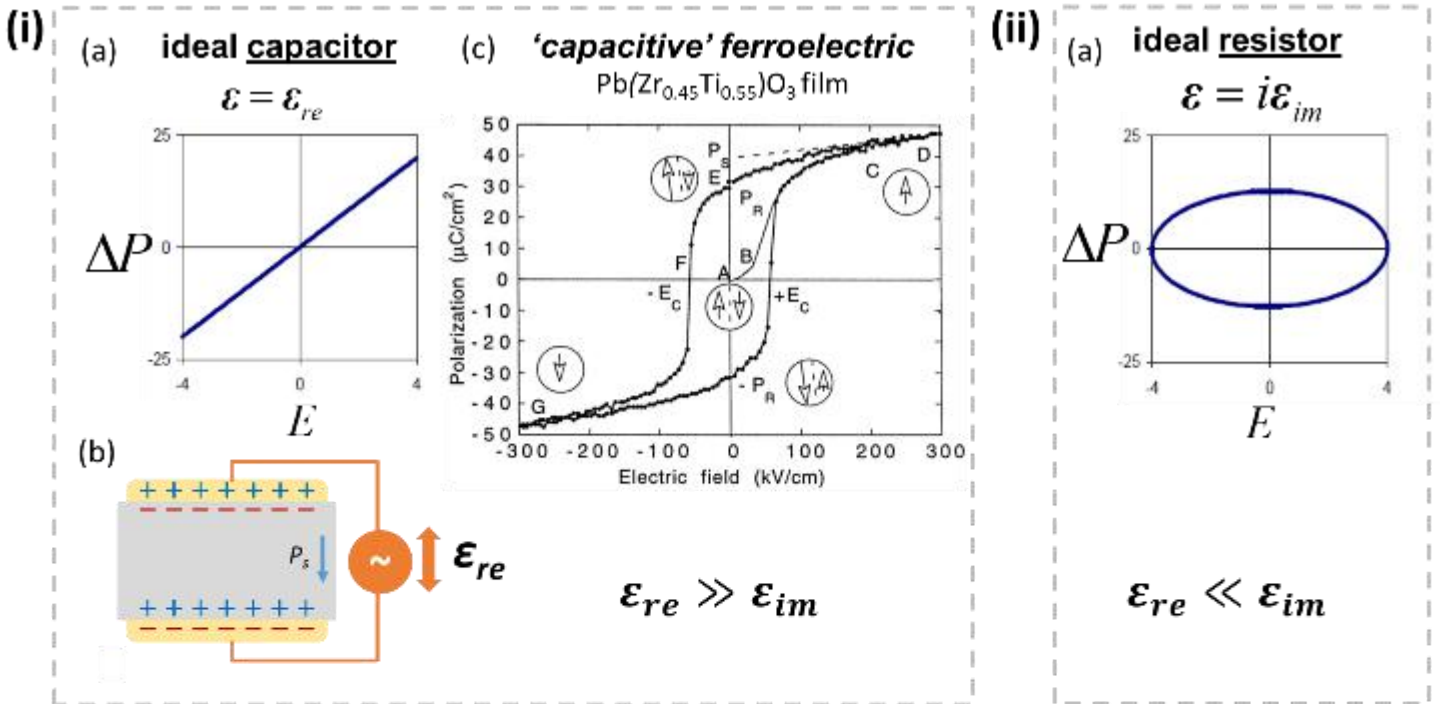 (i)
(a) ideal capacitor
ε = ε_re
25
0
-25
-4 0 4
ΔP
E
(b)
+ + + + + + +
− − − − − − −
P_s
+ + + + + + +
− − − − − − −
~
ε_re
(c) 'capacitive' ferroelectric
Pb(Zr₀.₄₅Ti₀.₅₅)O₃ film
Polarization (μC/cm²)
50
40
30
20
10
0
-10
-20
-30
-40
-50
-300 -200 -100 0 100 200 300
Electric field (kV/cm)
P_S
D
C
E
P_R
B
A
F
- E_C
+E_C
- P_R
G
ε_re ≫ ε_im
(ii)
(a) ideal resistor
ε = iε_im
25
0
-25
-4 0 4
ΔP
E
ε_re ≪ ε_im